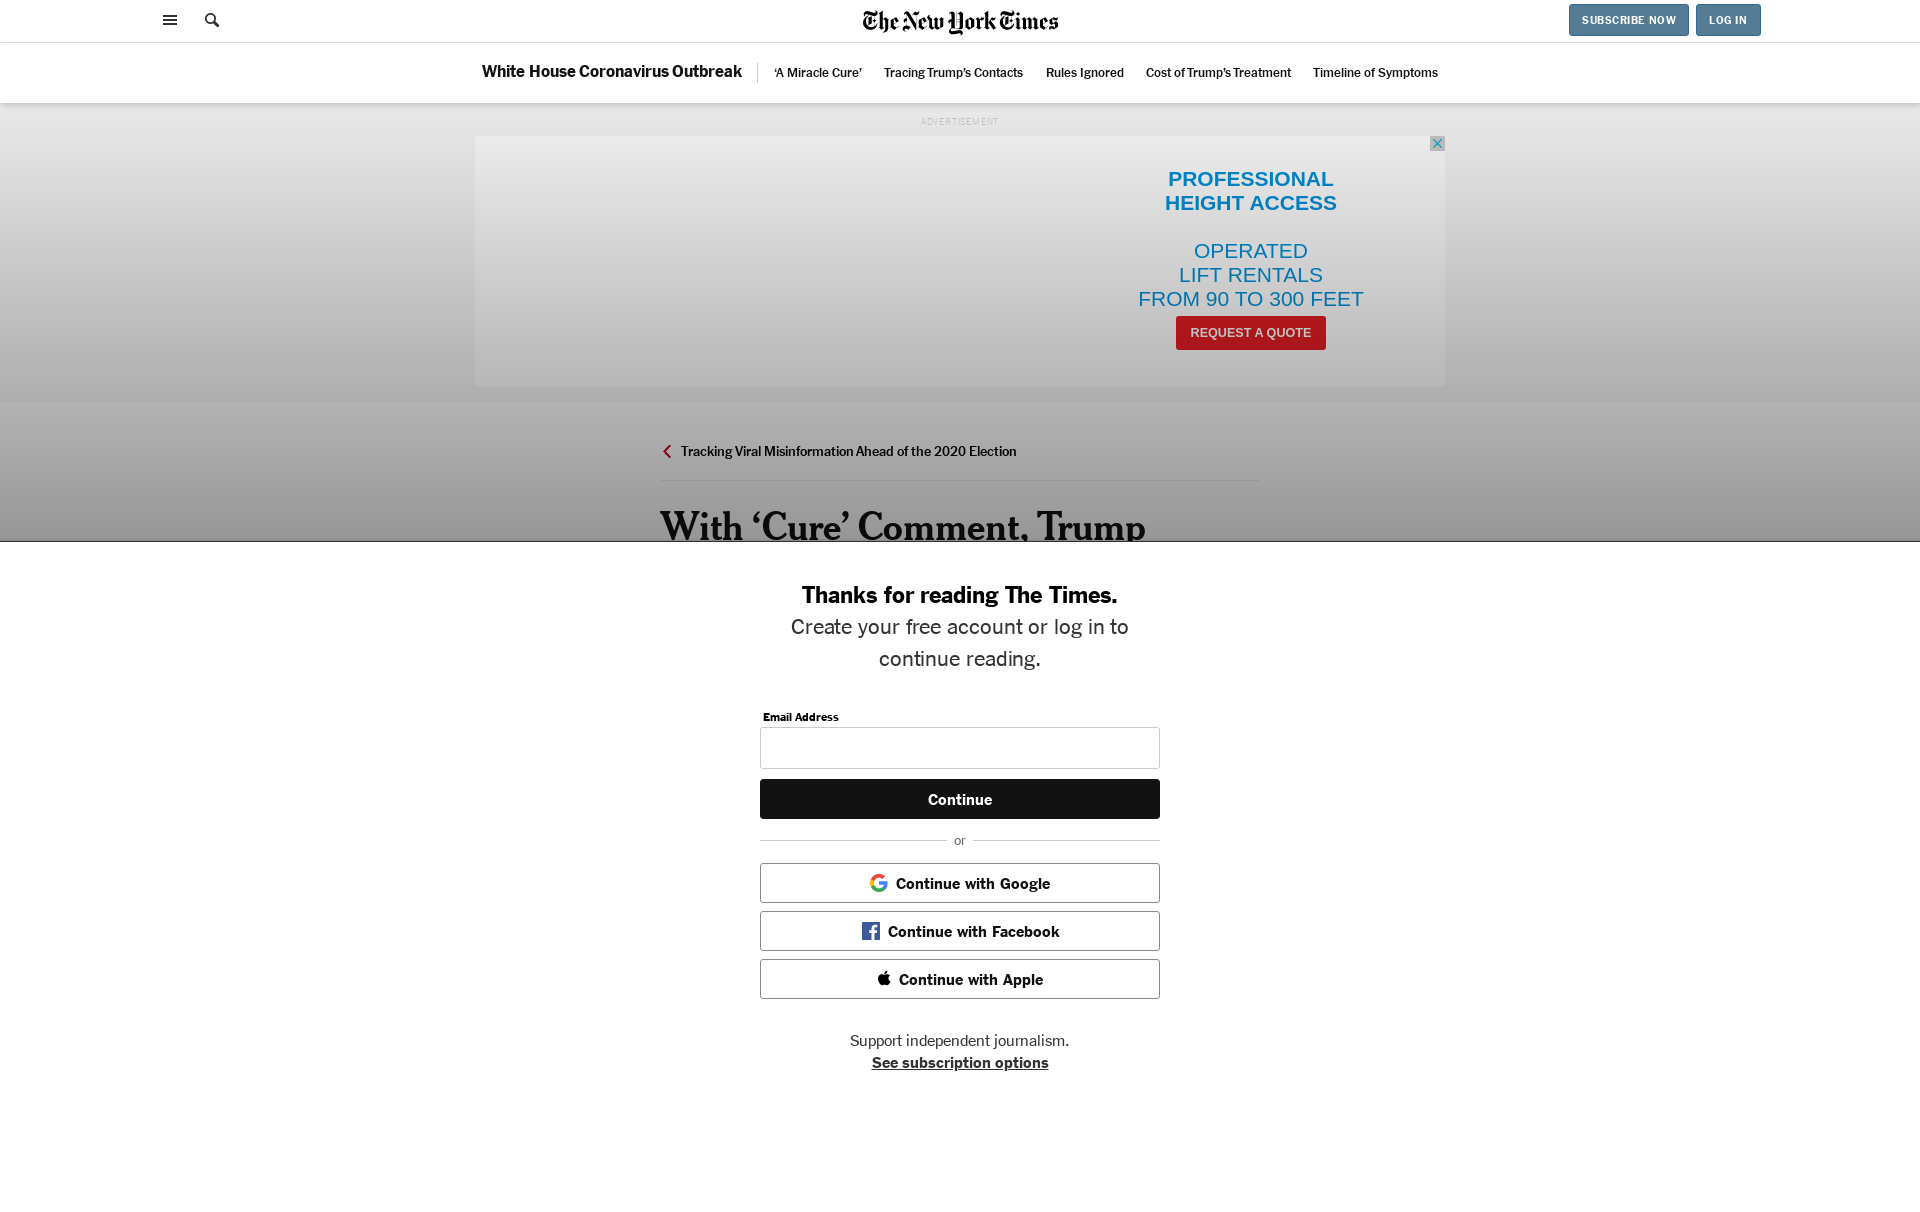 The New York Times
SUBSCRIBE NOW
LOG IN
White House Coronavirus Outbreak
‘A Miracle Cure’
Tracing Trump’s Contacts
Rules Ignored
Cost of Trump’s Treatment
Timeline of Symptoms
ADVERTISEMENT
PROFESSIONAL
HEIGHT ACCESS
OPERATED
LIFT RENTALS
FROM 90 TO 300 FEET
REQUEST A QUOTE
Tracking Viral Misinformation Ahead of the 2020 Election
With ‘Cure’ Comment, Trump
Thanks for reading The Times.
Create your free account or log in to
continue reading.
Email Address
Continue
or
Continue with Google
Continue with Facebook
Continue with Apple
Support independent journalism.
See subscription options